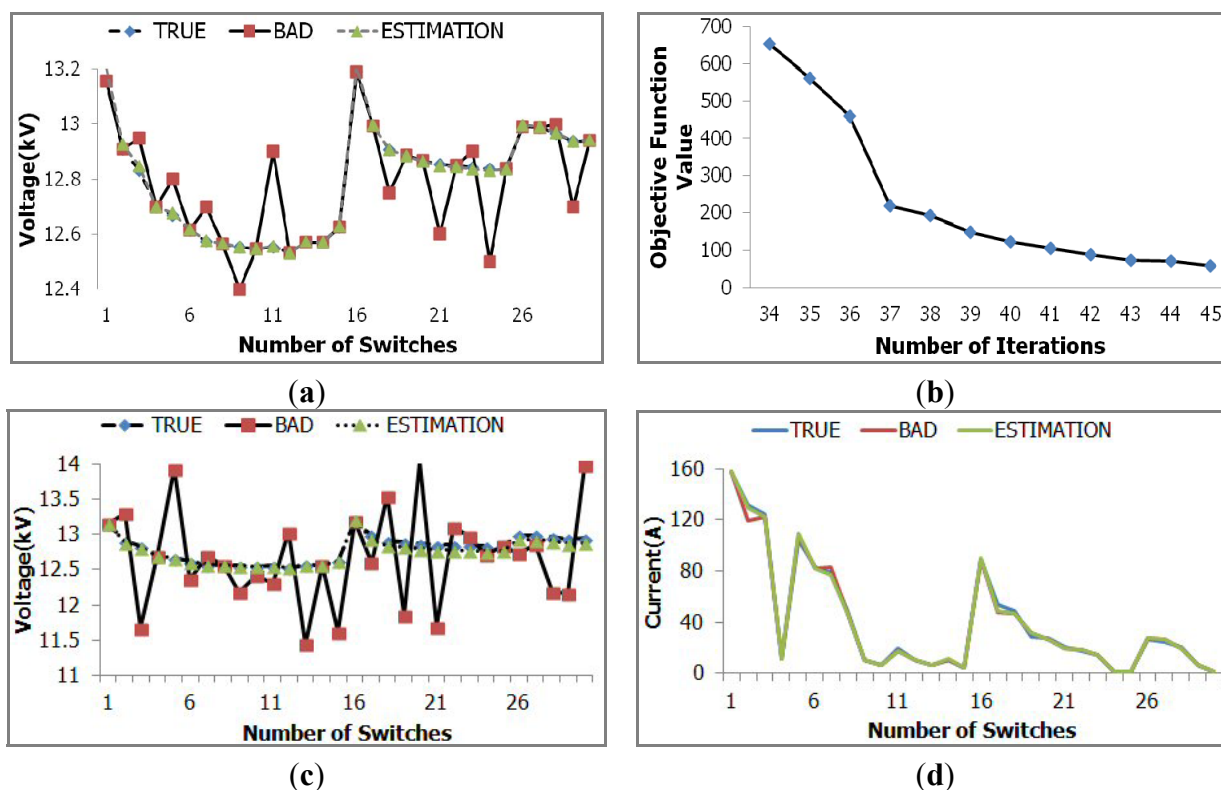 TRUE BAD ESTIMATION
13.2
13
12.8
12.6
12.4
Voltage(kV)
1 6 11 16 21 26
Number of Switches
(a)
700
600
500
400
300
200
100
0
Objective Function
Value
34 35 36 37 38 39 40 41 42 43 44 45
Number of Iterations
(b)
TRUE BAD ESTIMATION
14
13.5
13
12.5
12
11.5
11
Voltage(kV)
1 6 11 16 21 26
Number of Switches
(c)
TRUE BAD ESTIMATION
160
120
80
40
0
Current(A)
1 6 11 16 21 26
Number of Switches
(d)